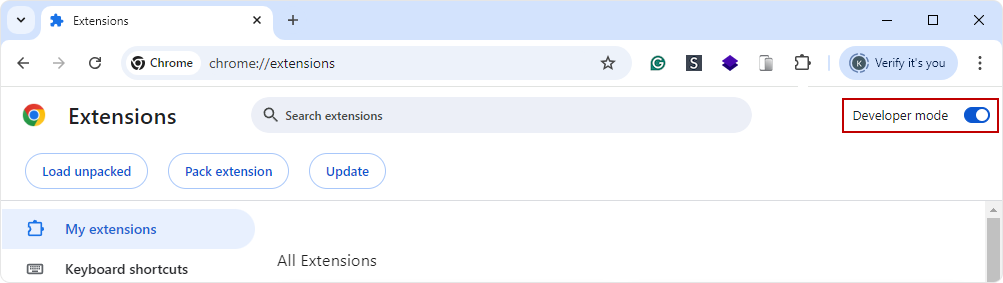 Extensions
Chrome
chrome://extensions
S
K
Verify it's you
Extensions
Search extensions
Developer mode
Load unpacked
Pack extension
Update
My extensions
All Extensions
Keyboard shortcuts